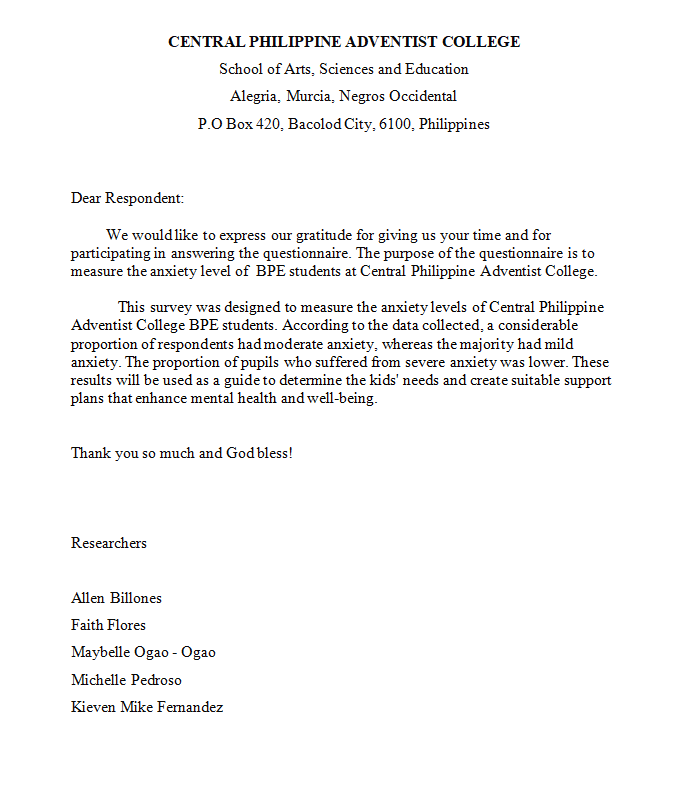 CENTRAL PHILIPPINE ADVENTIST COLLEGE
School of Arts, Sciences and Education
Alegria, Murcia, Negros Occidental
P.O Box 420, Bacolod City, 6100, Philippines
Dear Respondent:
We would like to express our gratitude for giving us your time and for
participating in answering the questionnaire. The purpose of the questionnaire is to
measure the anxiety level of BPE students at Central Philippine Adventist College.
This survey was designed to measure the anxiety levels of Central Philippine
Adventist College BPE students. According to the data collected, a considerable
proportion of respondents had moderate anxiety, whereas the majority had mild
anxiety. The proportion of pupils who suffered from severe anxiety was lower. These
results will be used as a guide to determine the kids' needs and create suitable support
plans that enhance mental health and well-being.
Thank you so much and God bless!
Researchers
Allen Billones
Faith Flores
Maybelle Ogao - Ogao
Michelle Pedroso
Kieven Mike Fernandez